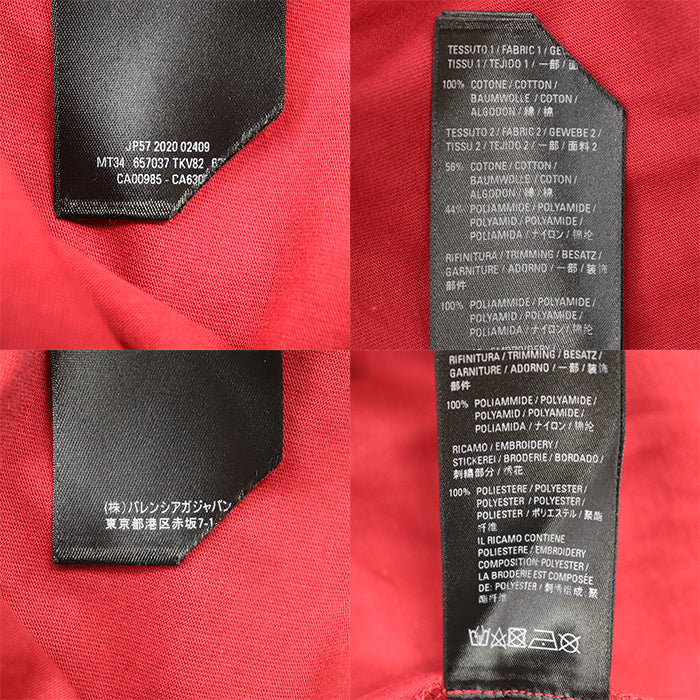 JP57 2020 02409
MT34 657037 TKV82
CA00985 - CA630
TESSUTO 1 / FABRIC 1 / GEWEBE
TISSU 1 / TEJIDO 1 / 一部 / 面
100% COTONE / COTTON /
BAUMWOLLE / COTON /
ALGODON / 綿 / 棉
TESSUTO 2 / FABRIC 2 / GEWEBE 2 /
TISSU 2 / TEJIDO 2 / 一部 / 面料 2
56% COTONE / COTTON /
BAUMWOLLE / COTON /
ALGODON / 綿 / 棉
44% POLIAMMIDE / POLYAMIDE /
POLYAMID / POLYAMIDE /
POLIAMIDA / ナイロン / 锦纶
RIFINITURA / TRIMMING / BESATZ /
GARNITURE / ADORNO / 一部 / 装饰
部件
100% POLIAMMIDE / POLYAMIDE /
POLYAMID / POLYAMIDE /
POLIAMIDA / ナイロン / 锦纶
(株)バレンシアガジャパン
東京都港区赤坂7-1
RIFINITURA / TRIMMING / BESATZ /
GARNITURE / ADORNO / 一部 / 装饰
部件
100% POLIAMMIDE / POLYAMIDE /
POLYAMID / POLYAMIDE /
POLIAMIDA / ナイロン / 锦纶
RICAMO / EMBROIDERY /
STICKEREI / BRODERIE / BORDADO /
刺繍部分 / 绣花
100% POLIESTERE / POLYESTER /
POLYESTER / POLYESTER /
POLIESTER / ポリエステル / 聚酯
纤维
IL RICAMO CONTIENE
POLIESTERE / EMBROIDERY
COMPOSITION: POLYESTER /
LA BRODERIE EST COMPOSÉE
DE: POLYESTER / 刺绣组成: 聚
酯纤维